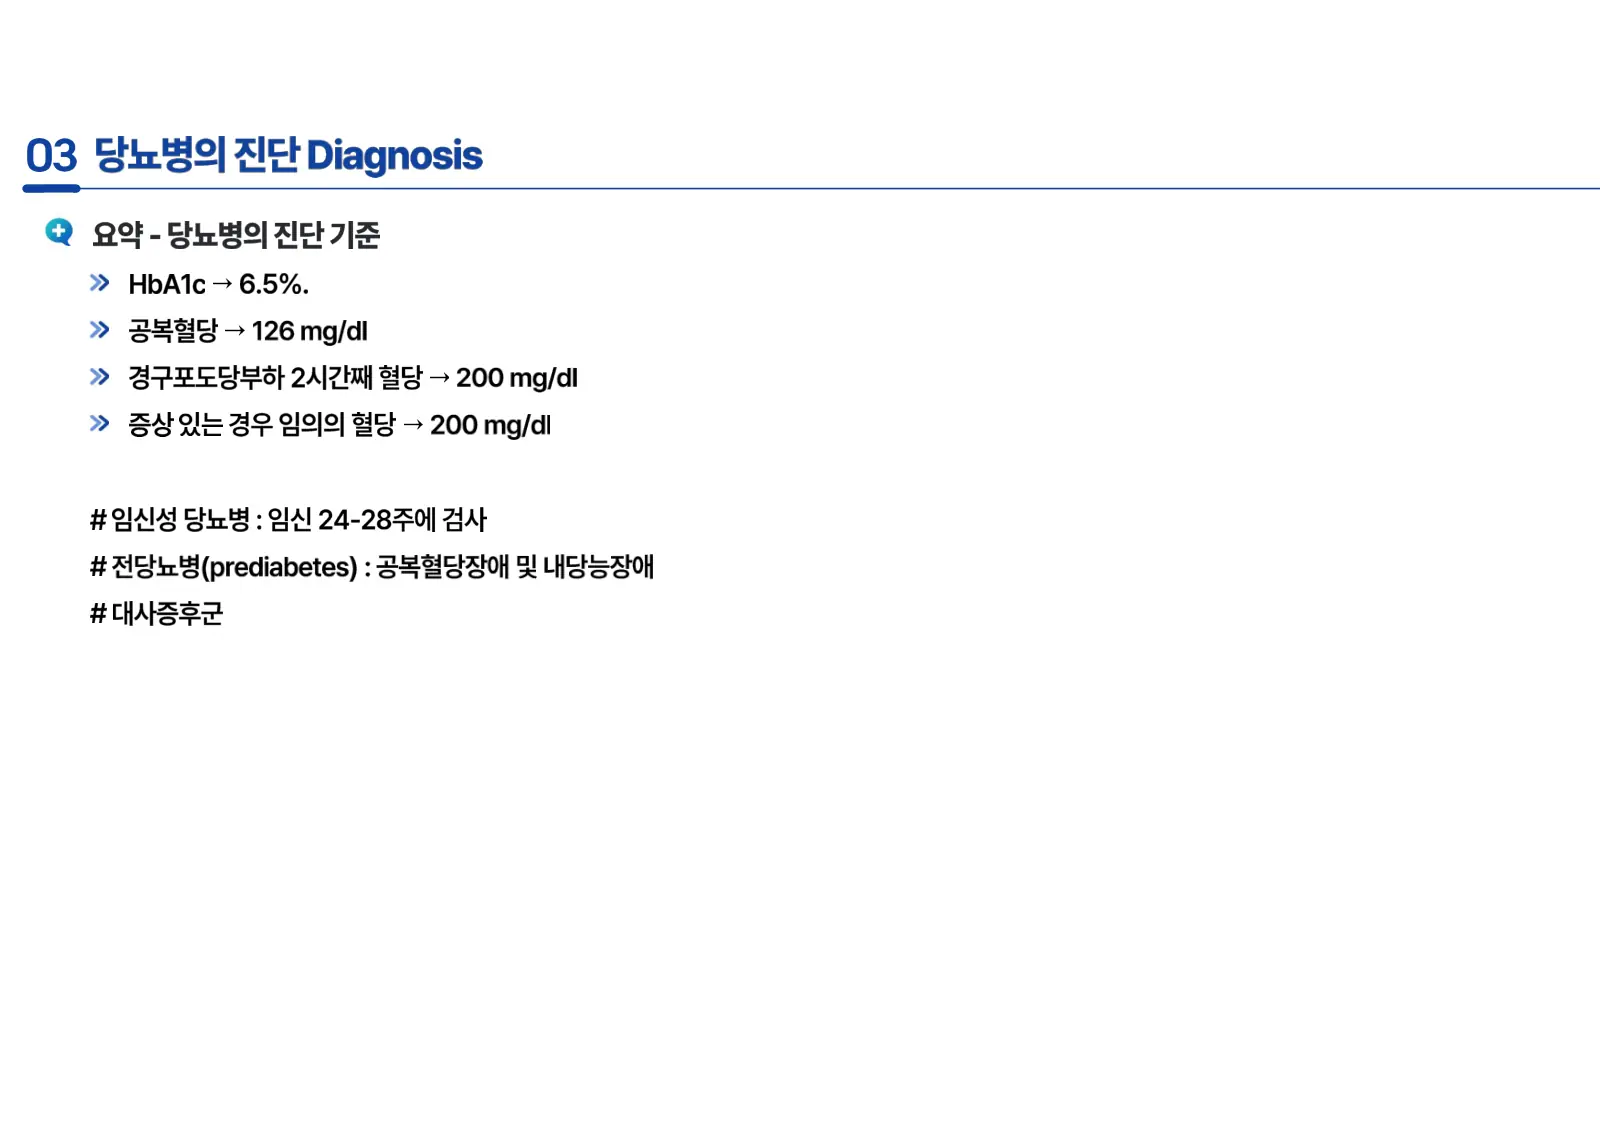 03 당뇨병의 진단 Diagnosis
요약 - 당뇨병의 진단 기준
HbA1c → 6.5%.
공복혈당 → 126 mg/dl
경구포도당부하 2시간째 혈당 → 200 mg/dl
증상 있는 경우 임의의 혈당 → 200 mg/dl
# 임신성 당뇨병 : 임신 24-28주에 검사
# 전당뇨병(prediabetes) : 공복혈당장애 및 내당능장애
# 대사증후군